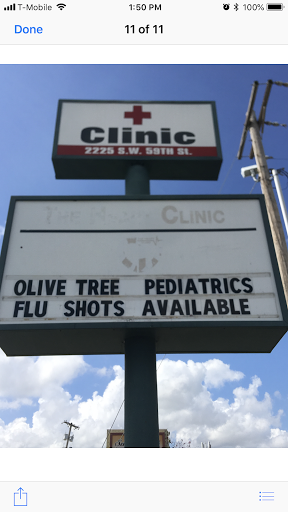 T-Mobile 1:50 PM 100%
Done 11 of 11
Clinic
2225 S.W. 59TH St.
CLINIC
OLIVE TREE PEDIATRICS
FLU SHOTS AVAILABLE